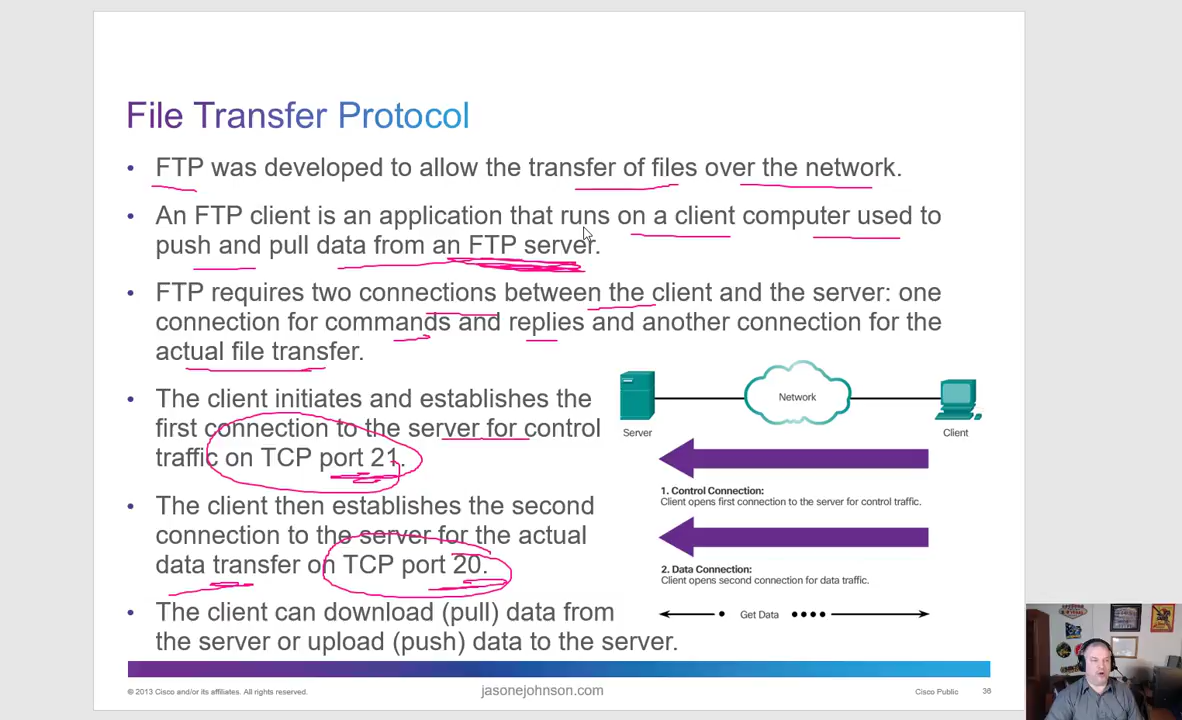 File Transfer Protocol
• FTP was developed to allow the transfer of files over the network.
• An FTP client is an application that runs on a client computer used to
push and pull data from an FTP server.
• FTP requires two connections between the client and the server: one
connection for commands and replies and another connection for the
actual file transfer.
• The client initiates and establishes the
first connection to the server for control
traffic on TCP port 21.
• The client then establishes the second
connection to the server for the actual
data transfer on TCP port 20.
• The client can download (pull) data from
the server or upload (push) data to the server.
Network
Server
Client
1. Control Connection:
Client opens first connection to the server for control traffic.
2. Data Connection:
Client opens second connection for data traffic.
Get Data
© 2013 Cisco and/or its affiliates. All rights reserved.
jasonejohnson.com
Cisco Public